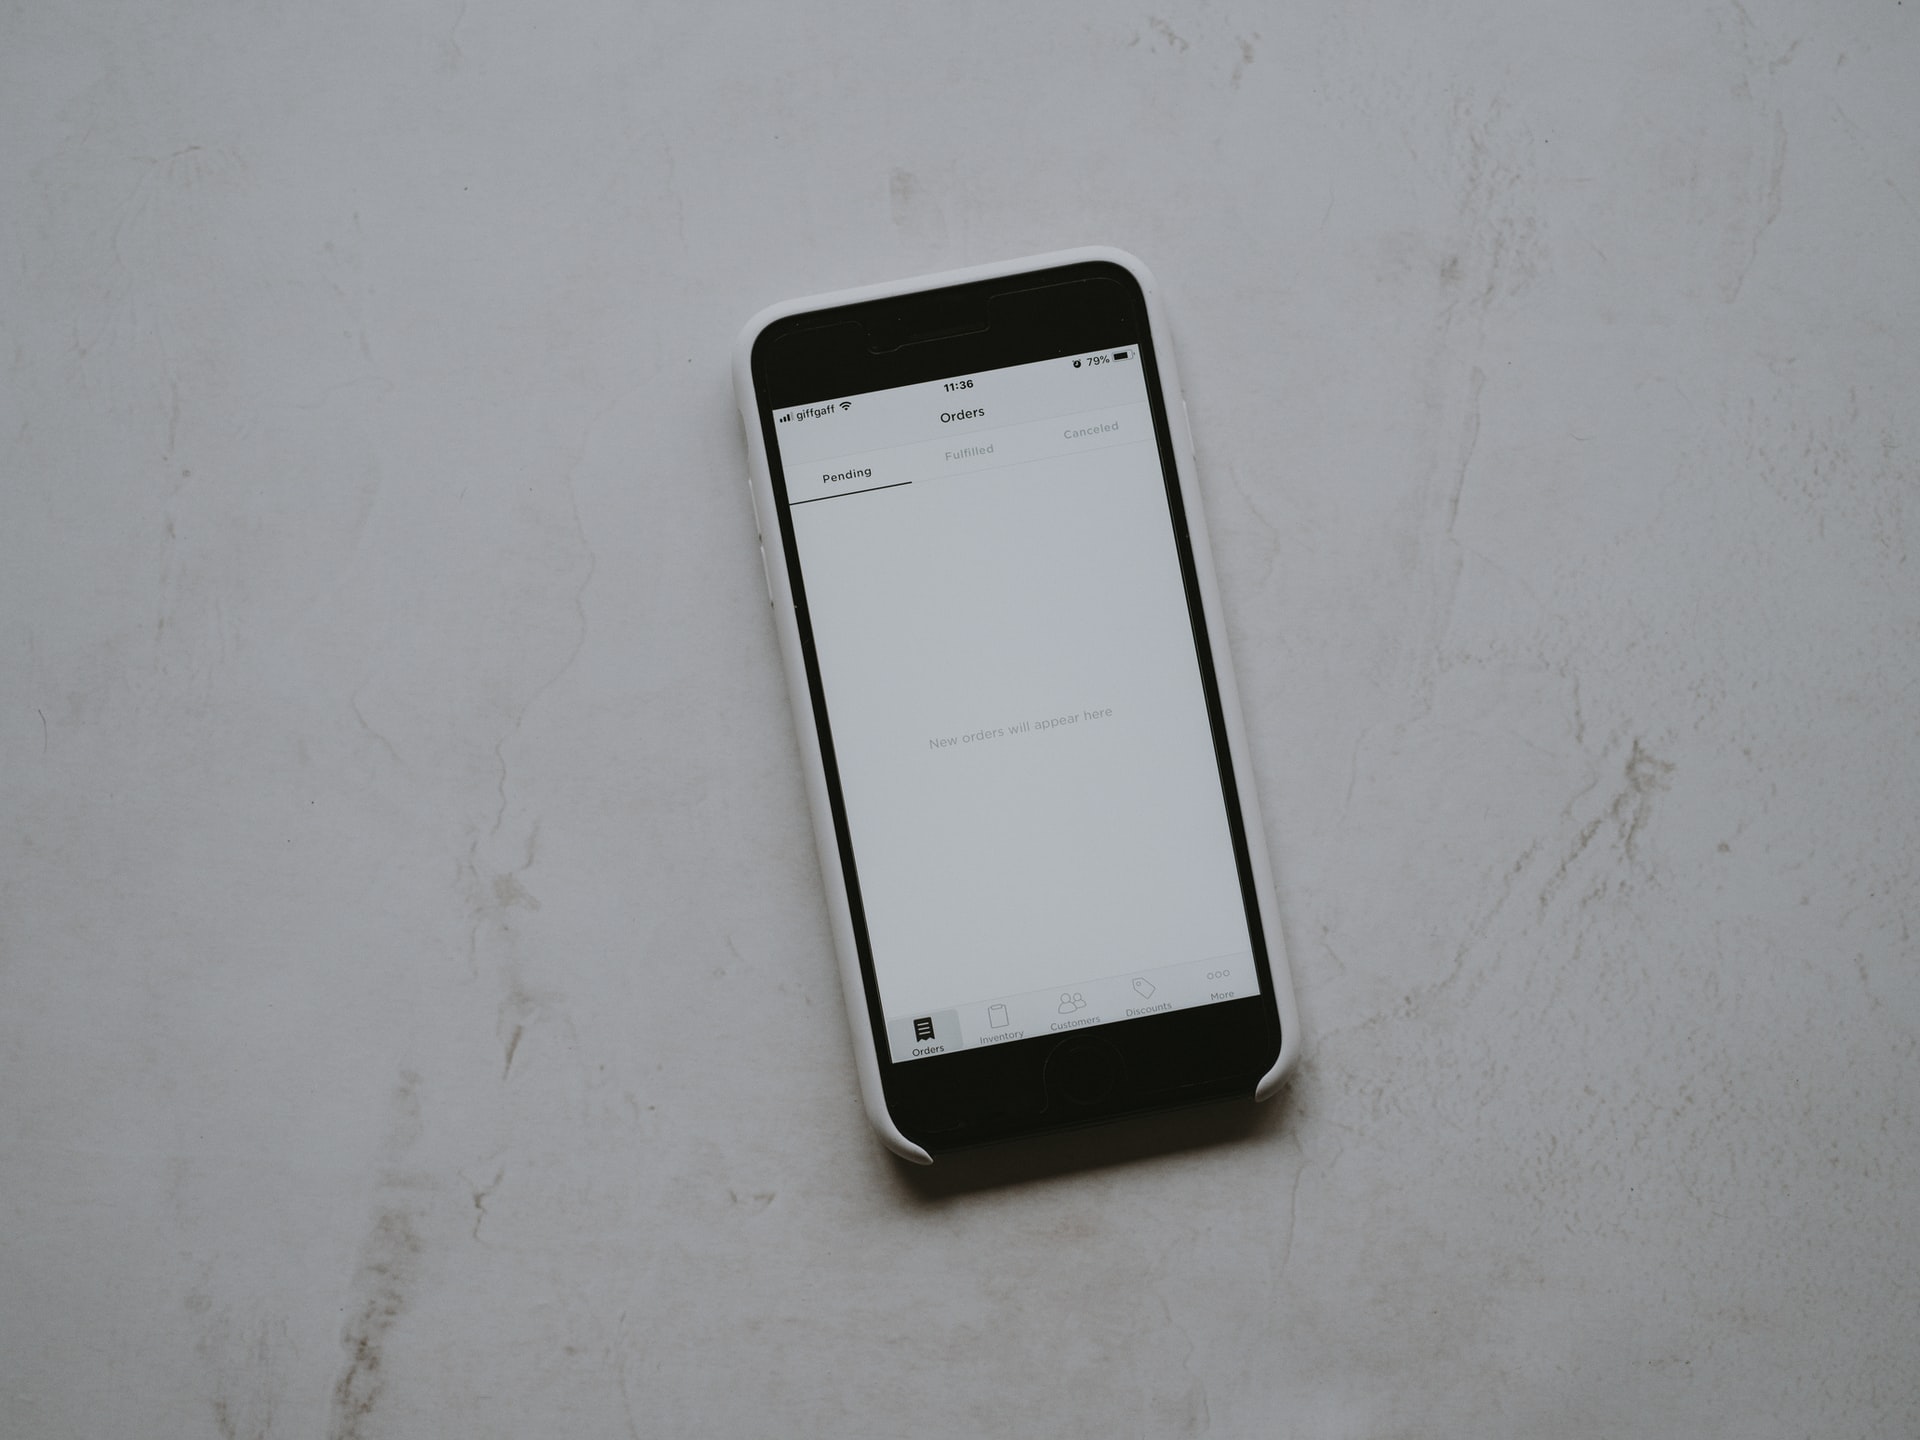 giffgaff 11:36 79%
Orders
Pending Fulfilled Canceled
New orders will appear here
Orders Inventory Customers Discounts More